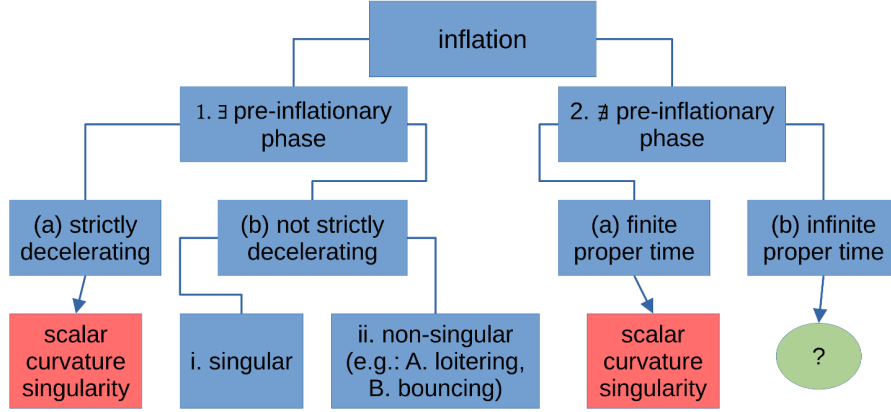 inflation
1. ∃ pre-inflationary
phase
2. ∄ pre-inflationary
phase
(a) strictly
decelerating
(b) not strictly
decelerating
(a) finite
proper time
(b) infinite
proper time
scalar
curvature
singularity
i. singular
ii. non-singular
(e.g.: A. loitering,
B. bouncing)
scalar
curvature
singularity
?